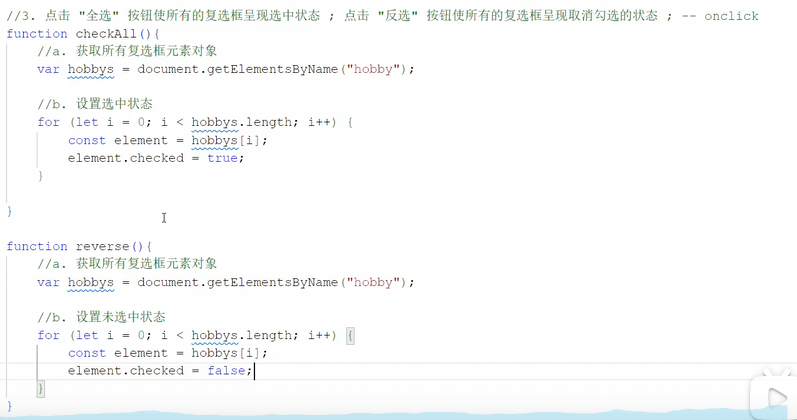 //3. 点击 "全选" 按钮使所有的复选框呈现选中状态 ; 点击 "反选" 按钮使所有的复选框呈现取消勾选的状态 ; -- onclick
function checkAll(){
//a. 获取所有复选框元素对象
var hobbys = document.getElementsByName("hobby");
//b. 设置选中状态
for (let i = 0; i < hobbys.length; i++) {
const element = hobbys[i];
element.checked = true;
}
}
function reverse(){
//a. 获取所有复选框元素对象
var hobbys = document.getElementsByName("hobby");
//b. 设置未选中状态
for (let i = 0; i < hobbys.length; i++) {
const element = hobbys[i];
element.checked = false;
}
}